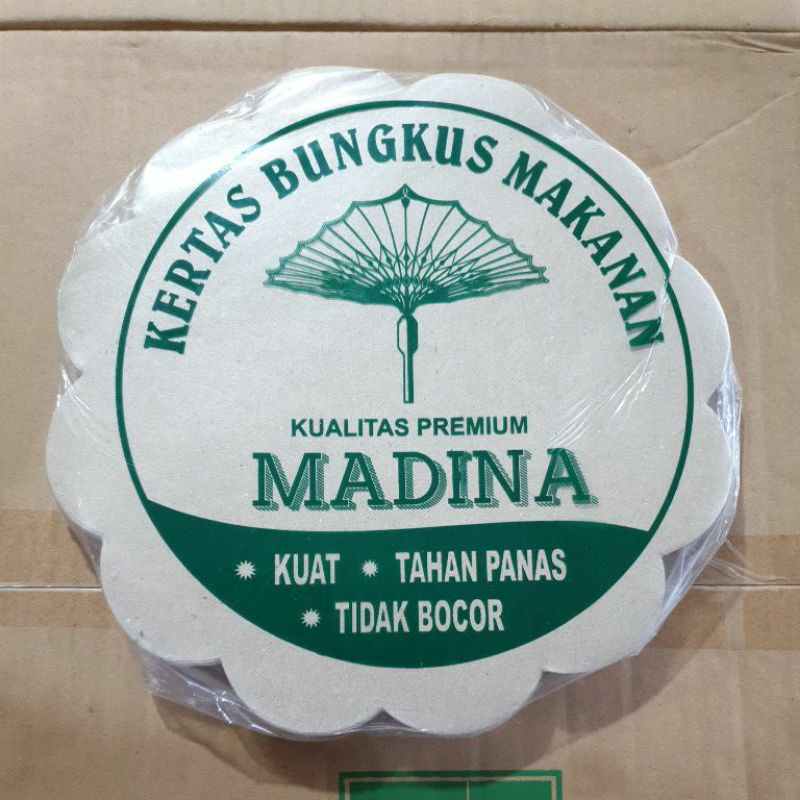 KERTAS BUNGKUS MAKANAN
KUALITAS PREMIUM
MADINA
KUAT TAHAN PANAS
TIDAK BOCOR